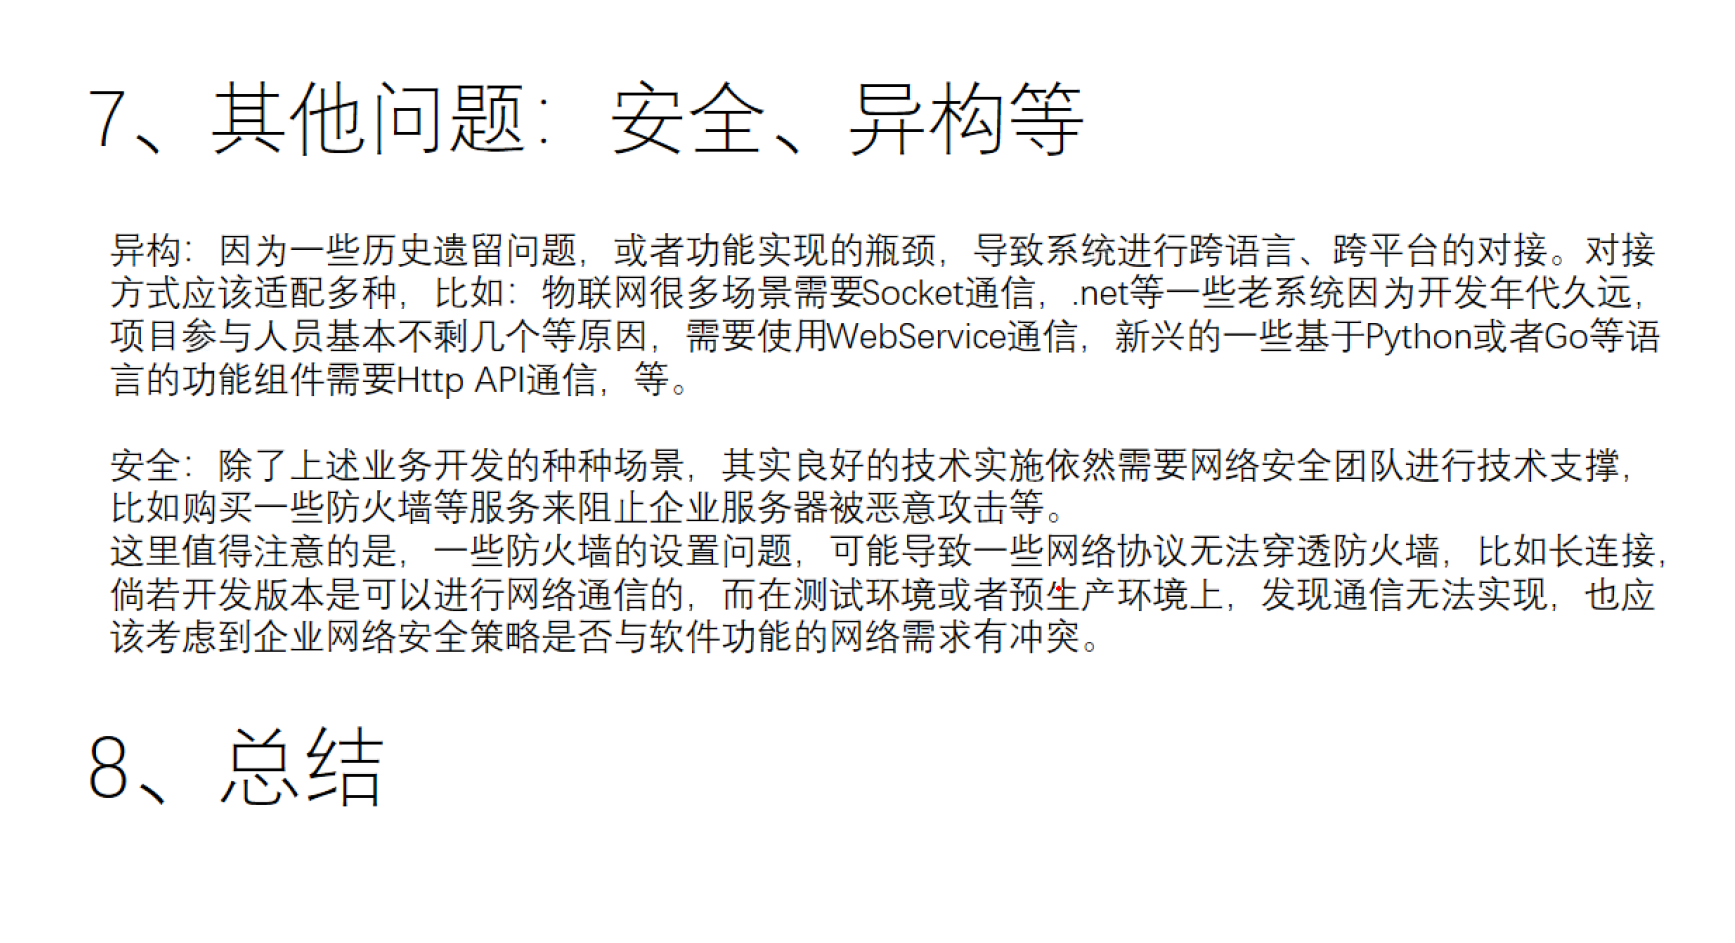 7、其他问题：安全、异构等
异构：因为一些历史遗留问题，或者功能实现的瓶颈，导致系统进行跨语言、跨平台的对接。对接
方式应该适配多种，比如：物联网很多场景需要Socket通信，.net等一些老系统因为开发年代久远，
项目参与人员基本不剩几个等原因，需要使用WebService通信，新兴的一些基于Python或者Go等语
言的功能组件需要Http API通信，等。
安全：除了上述业务开发的种种场景，其实良好的技术实施依然需要网络安全团队进行技术支撑，
比如购买一些防火墙等服务来阻止企业服务器被恶意攻击等。
这里值得注意的是，一些防火墙的设置问题，可能导致一些网络协议无法穿透防火墙，比如长连接，
倘若开发版本是可以进行网络通信的，而在测试环境或者预生产环境上，发现通信无法实现，也应
该考虑到企业网络安全策略是否与软件功能的网络需求有冲突。
8、总结